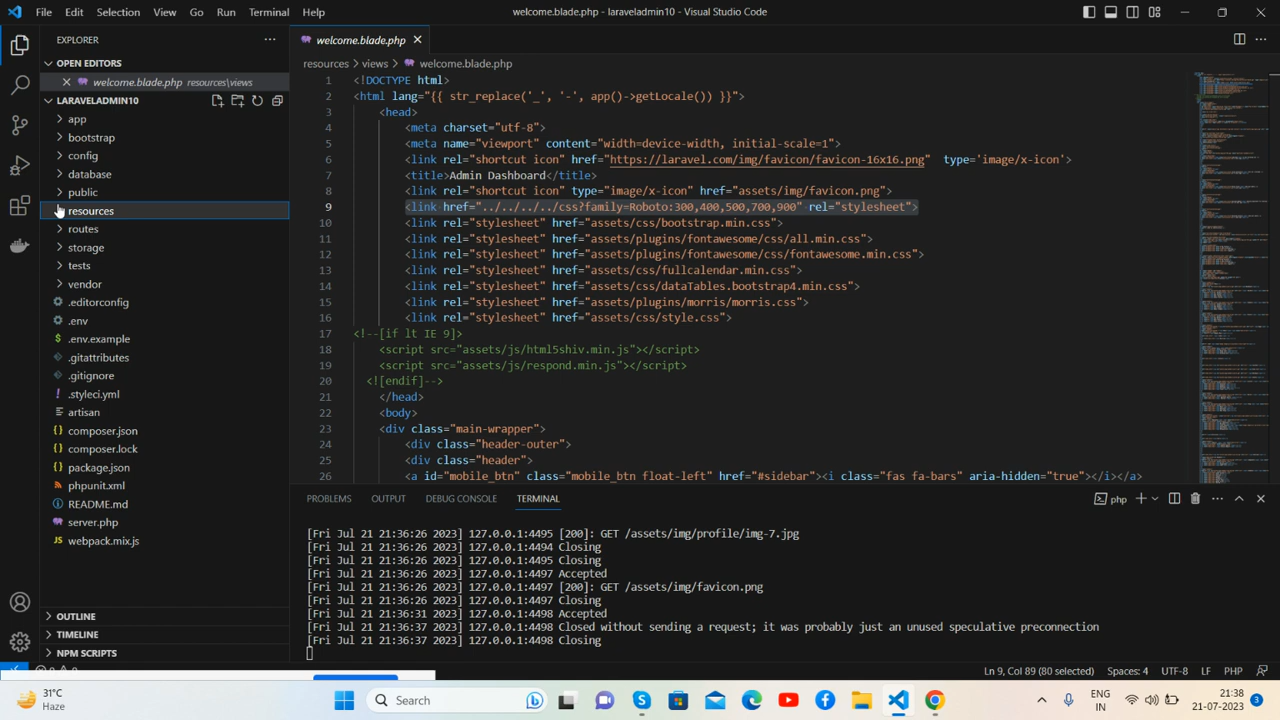 File Edit Selection View Go Run Terminal Help
welcome.blade.php - laraveladmin10 - Visual Studio Code
EXPLORER
OPEN EDITORS
welcome.blade.php resources\views
LARAVELADMIN10
app
bootstrap
config
database
public
resources
routes
storage
tests
vendor
.editorconfig
.env
.env.example
.gitattributes
.gitignore
.styleci.yml
artisan
composer.json
composer.lock
package.json
phpunit.xml
README.md
server.php
webpack.mix.js
OUTLINE
TIMELINE
NPM SCRIPTS
welcome.blade.php
resources > views > welcome.blade.php
1 <!DOCTYPE html>
2 <html lang="{{ str_replace('_', '-', app()->getLocale()) }}">
3 <head>
4 <meta charset="utf-8">
5 <meta name="viewport" content="width=device-width, initial-scale=1">
6 <link rel="shortcut icon" href="https://laravel.com/img/favicon/favicon-16x16.png" type='image/x-icon'>
7 <title>Admin Dashboard</title>
8 <link rel="shortcut icon" type="image/x-icon" href="assets/img/favicon.png">
9 <link href="../ css?family=Roboto:300,400,500,700,900" rel="stylesheet">
10 <link rel="stylesheet" href="assets/css/bootstrap.min.css">
11 <link rel="stylesheet" href="assets/plugins/fontawesome/css/all.min.css">
12 <link rel="stylesheet" href="assets/plugins/fontawesome/css/fontawesome.min.css">
13 <link rel="stylesheet" href="assets/css/fullcalendar.min.css">
14 <link rel="stylesheet" href="assets/css/dataTables.bootstrap4.min.css">
15 <link rel="stylesheet" href="assets/plugins/morris/morris.css">
16 <link rel="stylesheet" href="assets/css/style.css">
17 <!--[if lt IE 9]>
18 <script src="assets/js/html5shiv.min.js"></script>
19 <script src="assets/js/respond.min.js"></script>
20 <![endif]-->
21 </head>
22 <body>
23 <div class="main-wrapper">
24 <div class="header-outer">
25 <div class="header">
26 <a id="mobile_btn" class="mobile_btn float-left" href="#sidebar"><i class="fas fa-bars" aria-hidden="true"></i></a>
PROBLEMS OUTPUT DEBUG CONSOLE TERMINAL
php
[Fri Jul 21 21:36:26 2023] 127.0.0.1:4495 [200]: GET /assets/img/profile/img-7.jpg
[Fri Jul 21 21:36:26 2023] 127.0.0.1:4494 Closing
[Fri Jul 21 21:36:26 2023] 127.0.0.1:4495 Closing
[Fri Jul 21 21:36:26 2023] 127.0.0.1:4497 Accepted
[Fri Jul 21 21:36:26 2023] 127.0.0.1:4497 [200]: GET /assets/img/favicon.png
[Fri Jul 21 21:36:26 2023] 127.0.0.1:4497 Closing
[Fri Jul 21 21:36:31 2023] 127.0.0.1:4498 Accepted
[Fri Jul 21 21:36:37 2023] 127.0.0.1:4498 Closed without sending a request; it was probably just an unused speculative preconnection
[Fri Jul 21 21:36:37 2023] 127.0.0.1:4498 Closing
Ln 9, Col 89 (80 selected) Spaces: 4 UTF-8 LF PHP
31°C
Haze
Search
ENG
IN
21:38
21-07-2023
3